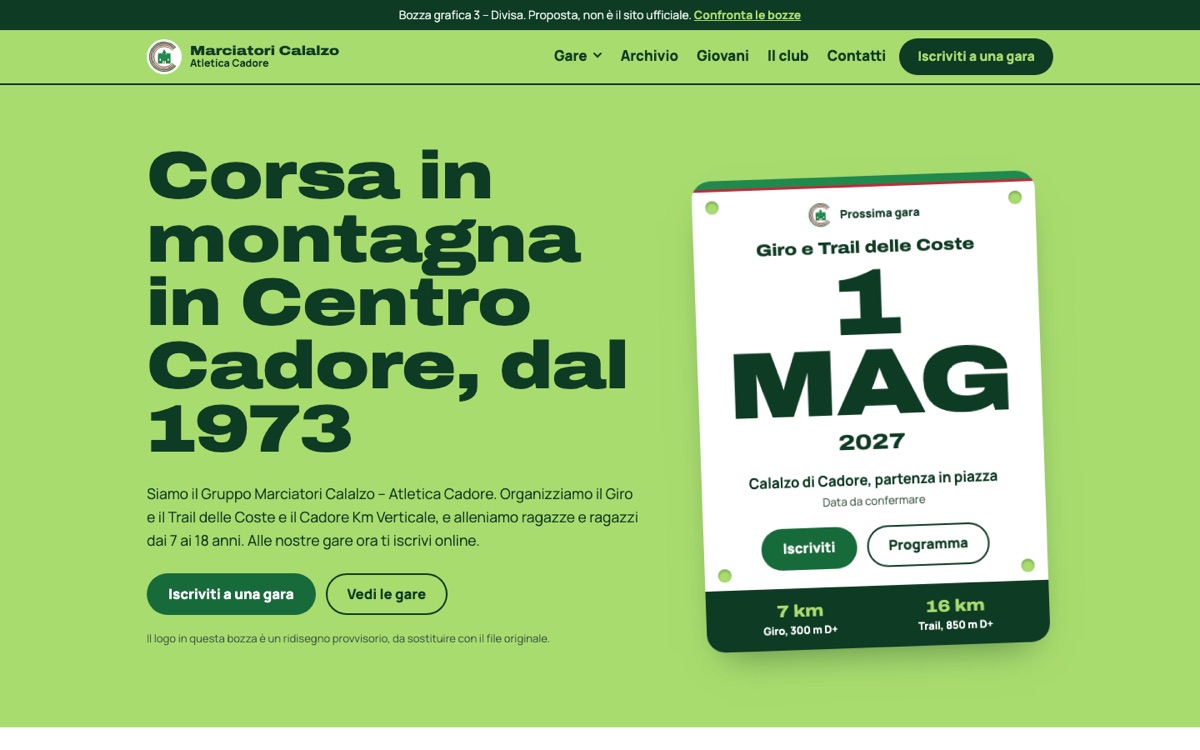 Bozza grafica 3 – Divisa. Proposta, non è il sito ufficiale. Confronta le bozze
Marciatori Calalzo
Atletica Cadore
Gare
Archivio
Giovani
Il club
Contatti
Iscriviti a una gara
Corsa in
montagna
in Centro
Cadore, dal
1973
Siamo il Gruppo Marciatori Calalzo – Atletica Cadore. Organizziamo il Giro
e il Trail delle Coste e il Cadore Km Verticale, e alleniamo ragazze e ragazzi
dai 7 ai 18 anni. Alle nostre gare ora ti iscrivi online.
Iscriviti a una gara
Vedi le gare
Il logo in questa bozza è un ridisegno provvisorio, da sostituire con il file originale.
Prossima gara
Giro e Trail delle Coste
1
MAG
2027
Calalzo di Cadore, partenza in piazza
Data da confermare
Iscriviti
Programma
7 km
Giro, 300 m D+
16 km
Trail, 850 m D+